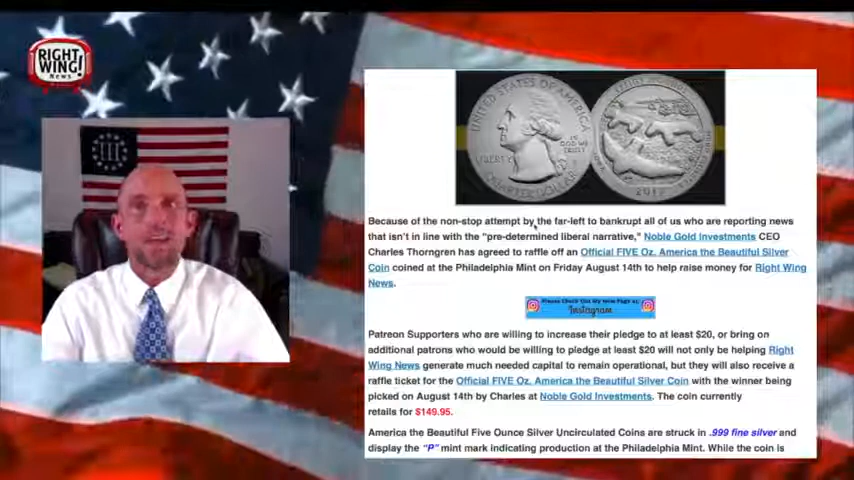 RIGHT
WING!
News
III
UNITED STATES OF AMERICA
IN
GOD WE
TRUST
LIBERTY
QUARTER DOLLAR
Because of the non-stop attempt by the far-left to bankrupt all of us who are reporting news
that isn't in line with the "pre-determined liberal narrative," Noble Gold Investments CEO
Charles Thorngren has agreed to raffle off an Official FIVE Oz. America the Beautiful Silver
Coin coined at the Philadelphia Mint on Friday August 14th to help raise money for Right Wing
News.
Please Check Out My New Page at:
Instagram
Patreon Supporters who are willing to increase their pledge to at least $20, or bring on
additional patrons who would be willing to pledge at least $20 will not only be helping Right
Wing News generate much needed capital to remain operational, but they will also receive a
raffle ticket for the Official FIVE Oz. America the Beautiful Silver Coin with the winner being
picked on August 14th by Charles at Noble Gold Investments. The coin currently
retails for $149.95.
America the Beautiful Five Ounce Silver Uncirculated Coins are struck in .999 fine silver and
display the "P" mint mark indicating production at the Philadelphia Mint. While the coin is